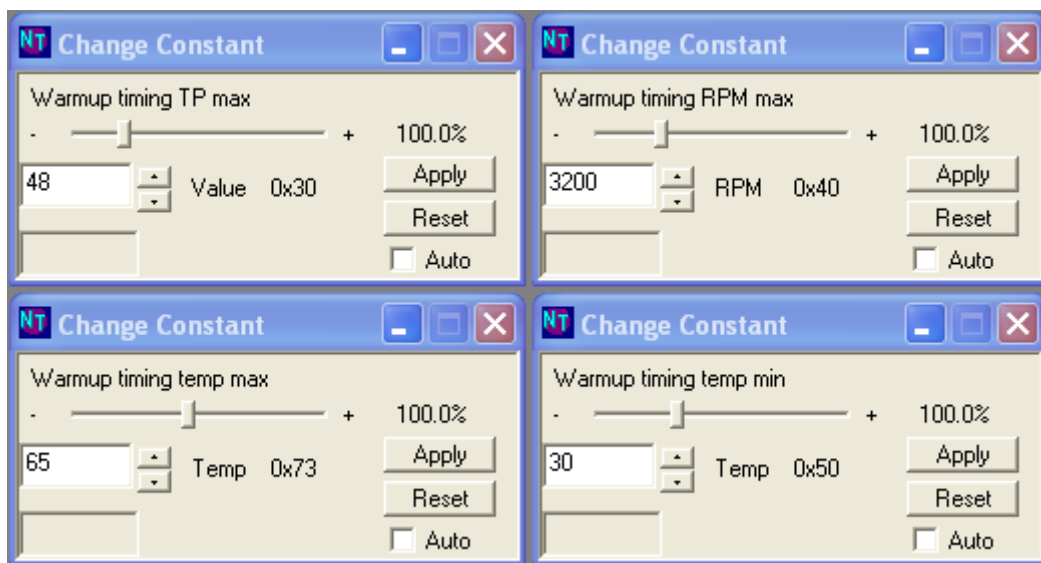 NT Change Constant
Warmup timing TP max
- + 100.0%
48 Value 0x30 Apply
Reset
Auto
NT Change Constant
Warmup timing RPM max
- + 100.0%
3200 RPM 0x40 Apply
Reset
Auto
NT Change Constant
Warmup timing temp max
- + 100.0%
65 Temp 0x73 Apply
Reset
Auto
NT Change Constant
Warmup timing temp min
- + 100.0%
30 Temp 0x50 Apply
Reset
Auto